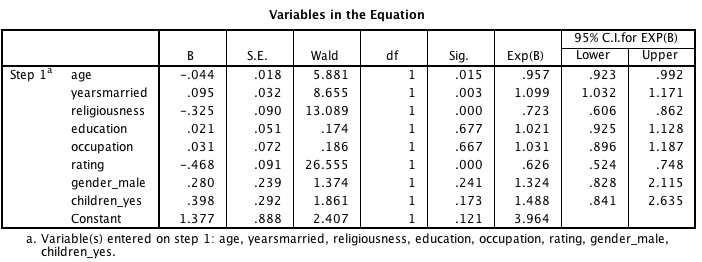 Variables in the Equation
95% C.I.for EXP(B)
B S.E. Wald df Sig. Exp(B) Lower Upper
Step 1a age -.044 .018 5.881 1 .015 .957 .923 .992
yearsmarried .095 .032 8.655 1 .003 1.099 1.032 1.171
religiousness -.325 .090 13.089 1 .000 .723 .606 .862
education .021 .051 .174 1 .677 1.021 .925 1.128
occupation .031 .072 .186 1 .667 1.031 .896 1.187
rating -.468 .091 26.555 1 .000 .626 .524 .748
gender_male .280 .239 1.374 1 .241 1.324 .828 2.115
children_yes .398 .292 1.861 1 .173 1.488 .841 2.635
Constant 1.377 .888 2.407 1 .121 3.964
a. Variable(s) entered on step 1: age, yearsmarried, religiousness, education, occupation, rating, gender_male,
children_yes.